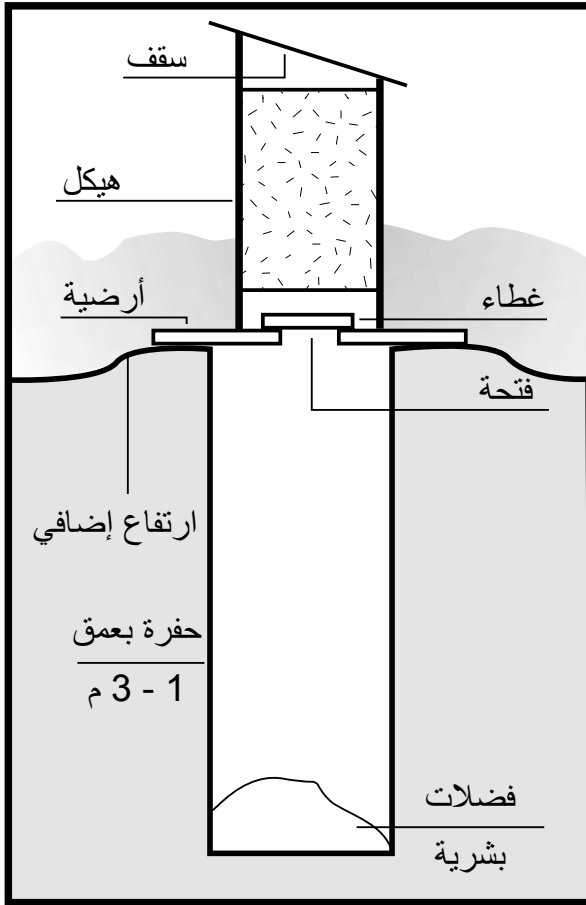 سقف
هيكل
أرضية
غطاء
فتحة
ارتفاع إضافي
حفرة بعمق
1 - 3 م
فضلات
بشرية